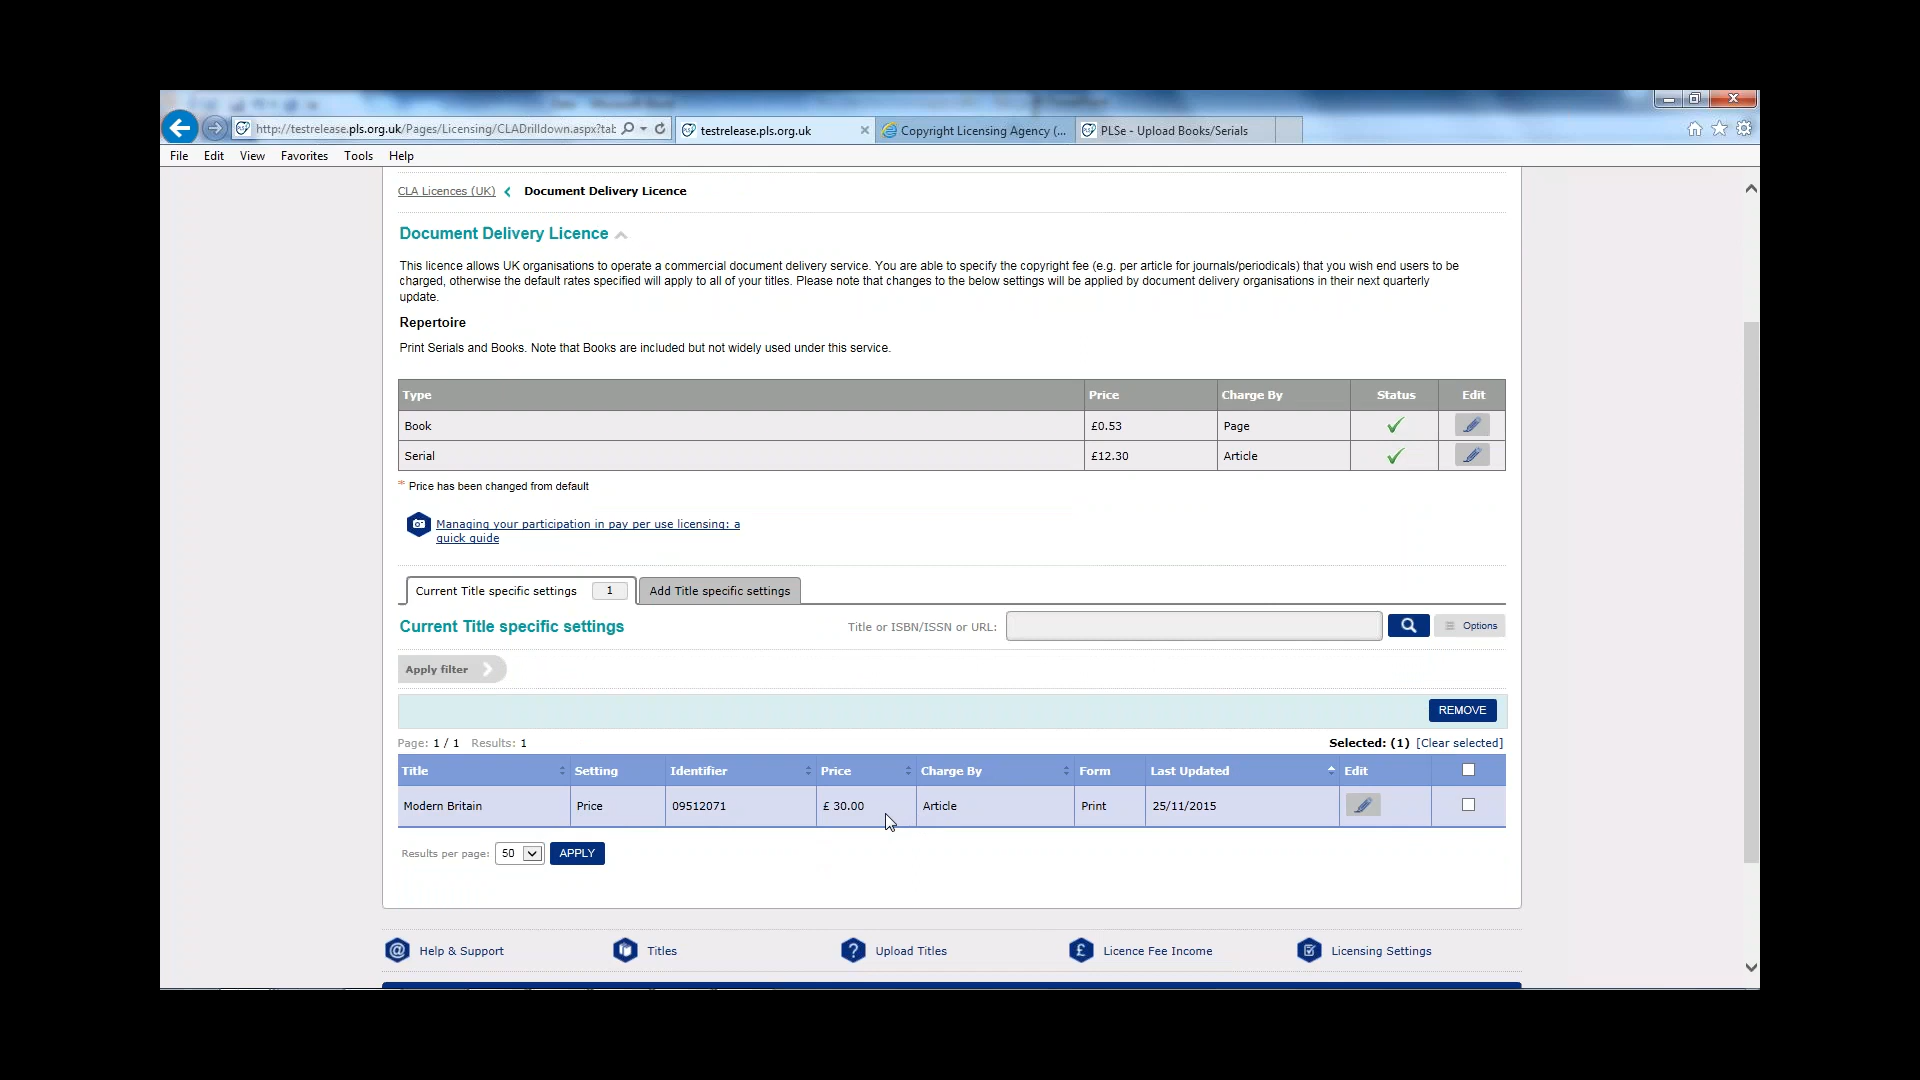 http://testrelease.pls.org.uk/Pages/Licensing/CLADrilldown.aspx?tab
testrelease.pls.org.uk
Copyright Licensing Agency (...
PLSe - Upload Books/Serials
File Edit View Favorites Tools Help
CLA Licences (UK) Document Delivery Licence
Document Delivery Licence
This licence allows UK organisations to operate a commercial document delivery service. You are able to specify the copyright fee (e.g. per article for journals/periodicals) that you wish end users to be
charged, otherwise the default rates specified will apply to all of your titles. Please note that changes to the below settings will be applied by document delivery organisations in their next quarterly
update.
Repertoire
Print Serials and Books. Note that Books are included but not widely used under this service.
Type Price Charge By Status Edit
Book £0.53 Page
Serial £12.30 Article
* Price has been changed from default
Managing your participation in pay per use licensing: a
quick guide
Current Title specific settings 1 Add Title specific settings
Current Title specific settings Title or ISBN/ISSN or URL: Options
Apply filter
REMOVE
Page: 1 / 1 Results: 1 Selected: (1) [Clear selected]
Title Setting Identifier Price Charge By Form Last Updated Edit
Modern Britain Price 09512071 £ 30.00 Article Print 25/11/2015
Results per page: 50 APPLY
Help & Support Titles Upload Titles Licence Fee Income Licensing Settings